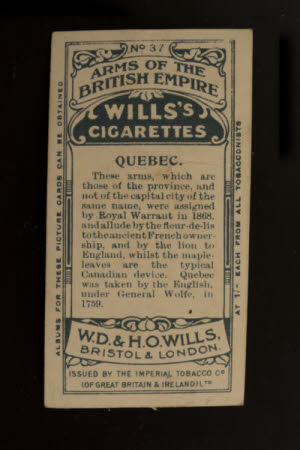 No 37
ARMS OF THE
BRITISH EMPIRE
WILLS'S
CIGARETTES
QUEBEC.
These arms, which are
those of the province, and
not of the capital city of the
same name, were assigned
by Royal Warrant in 1868,
and allude by the fleur-de-lis
to the ancient French owner-
ship, and by the lion to
England, whilst the maple-
leaves are the typical
Canadian device. Quebec
was taken by the English,
under General Wolfe, in
1759.
W.D. & H.O. WILLS,
BRISTOL & LONDON.
ISSUED BY THE IMPERIAL TOBACCO Co
(OF GREAT BRITAIN & IRELAND) LTD
ALBUMS FOR THESE PICTURE CARDS CAN BE OBTAINED
AT 1/- EACH FROM ALL TOBACCONISTS